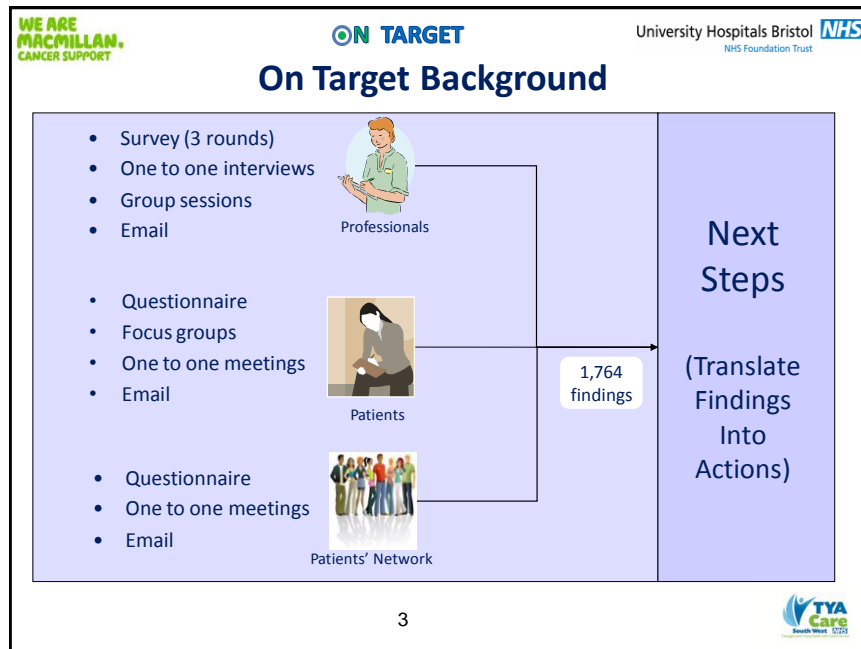 WE ARE
MACMILLAN.
CANCER SUPPORT
ON TARGET
University Hospitals Bristol NHS
NHS Foundation Trust
On Target Background
• Survey (3 rounds)
• One to one interviews
• Group sessions
• Email
Professionals
• Questionnaire
• Focus groups
• One to one meetings
• Email
Patients
• Questionnaire
• One to one meetings
• Email
Patients' Network
1,764
findings
Next
Steps
(Translate
Findings
Into
Actions)
3
TYA
Care
South West NHS